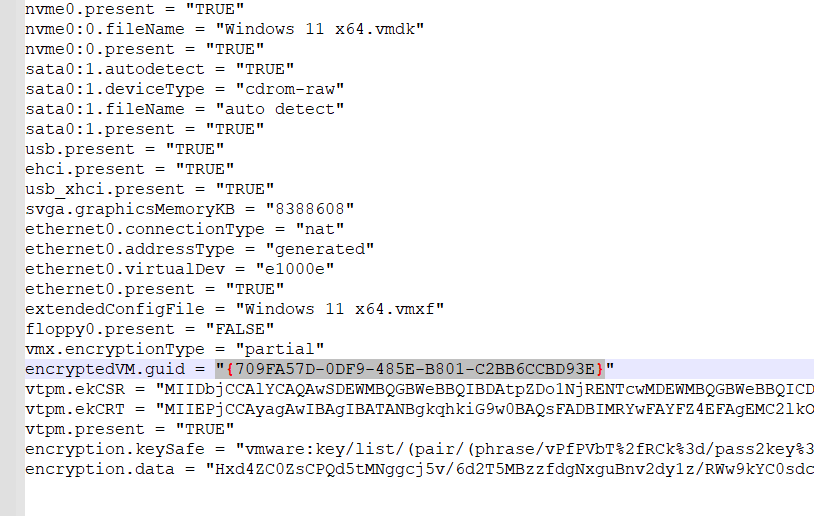 nvme0.present = "TRUE"
nvme0:0.fileName = "Windows 11 x64.vmdk"
nvme0:0.present = "TRUE"
sata0:1.autodetect = "TRUE"
sata0:1.deviceType = "cdrom-raw"
sata0:1.fileName = "auto detect"
sata0:1.present = "TRUE"
usb.present = "TRUE"
ehci.present = "TRUE"
usb_xhci.present = "TRUE"
svga.graphicsMemoryKB = "8388608"
ethernet0.connectionType = "nat"
ethernet0.addressType = "generated"
ethernet0.virtualDev = "e1000e"
ethernet0.present = "TRUE"
extendedConfigFile = "Windows 11 x64.vmxf"
floppy0.present = "FALSE"
vmx.encryptionType = "partial"
encryptedVM.guid = "{709FA57D-0DF9-485E-B801-C2BB6CCBD93E}"
vtpm.ekCSR = "MIIDbjCCAlYCAQAwSDEWMBQGBWeBBQIBDAtpZDo1NjRENTcwMDEWMBQGBWeBBQICD
vtpm.ekCRT = "MIIEPjCCAyagAwIBAgIBATANBgkqhkiG9w0BAQsFADBIMRYwFAYFZ4EFAgEMC2lkO
vtpm.present = "TRUE"
encryption.keySafe = "vmware:key/list/(pair/(phrase/vPfPVbT%2fRCk%3d/pass2key%3
encryption.data = "Hxd4ZC0ZsCPQd5tMNggcj5v/6d2T5MBzzfdgNxguBnv2dy1z/RWw9kYC0sdc